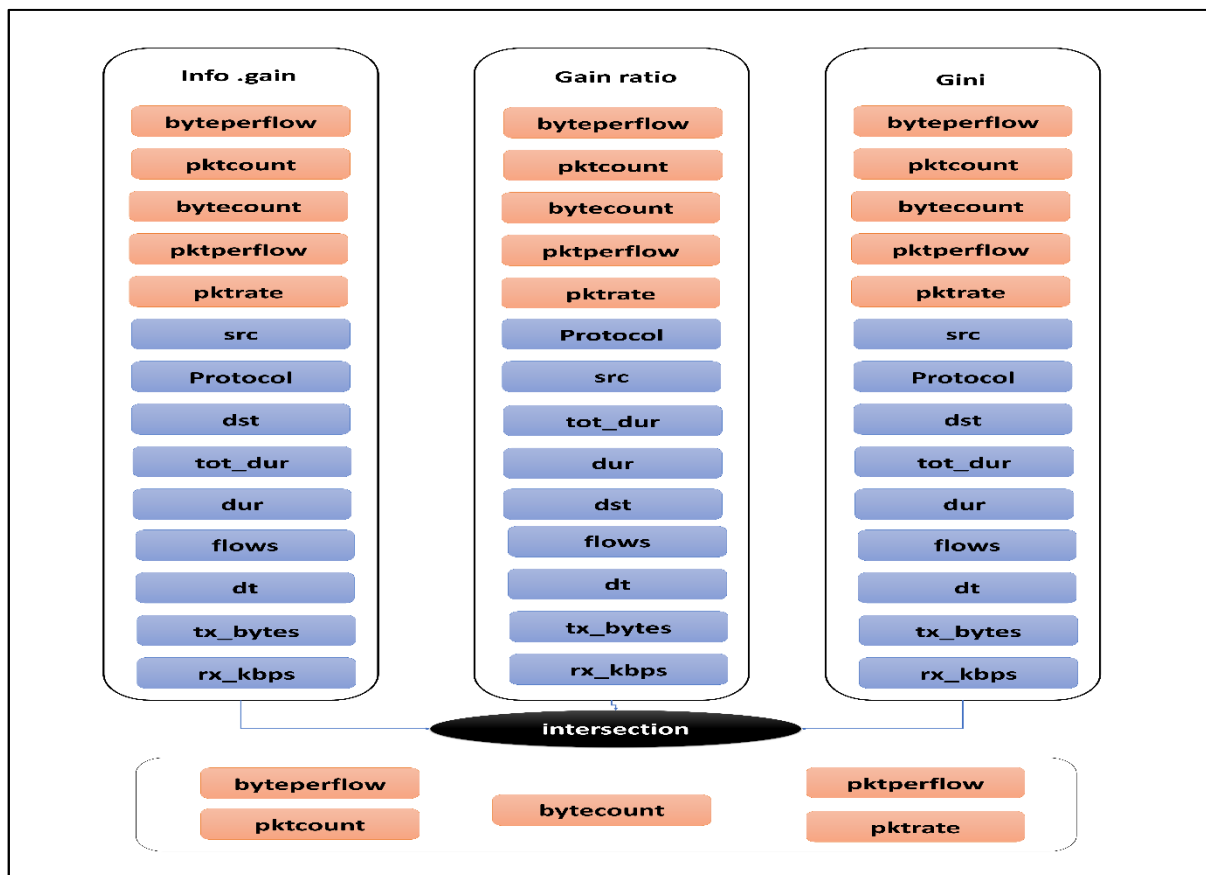 Info .gain
byteperflow
pktcount
bytecount
pktperflow
pktrate
src
Protocol
dst
tot_dur
dur
flows
dt
tx_bytes
rx_kbps
Gain ratio
byteperflow
pktcount
bytecount
pktperflow
pktrate
Protocol
src
tot_dur
dur
dst
flows
dt
tx_bytes
rx_kbps
Gini
byteperflow
pktcount
bytecount
pktperflow
pktrate
src
Protocol
dst
tot_dur
dur
flows
dt
tx_bytes
rx_kbps
intersection
byteperflow
pktcount
bytecount
pktperflow
pktrate